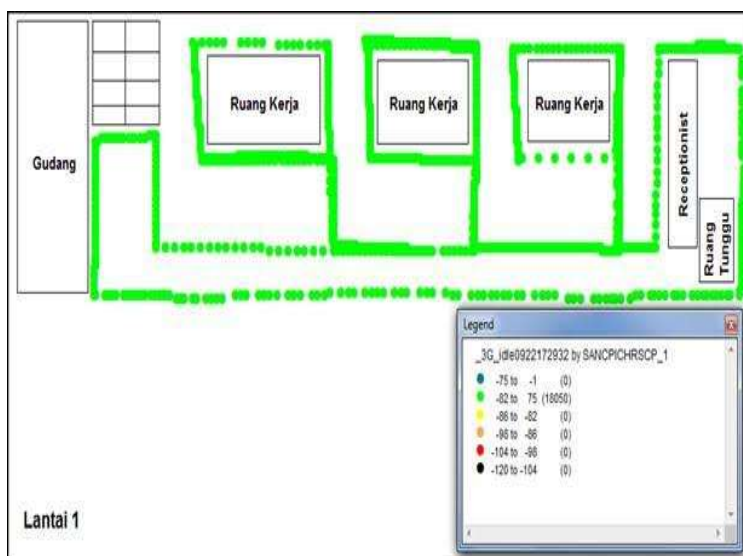 Gudang
Ruang Kerja
Ruang Kerja
Ruang Kerja
Receptionist
Ruang
Tunggu
Legend
_3G_idle0922172932 by SANCPICHRSCP_1
-75 to -1 (0)
-82 to 75 (18050)
-86 to -82 (0)
-98 to -86 (0)
-104 to -98 (0)
-120 to -104 (0)
Lantai 1